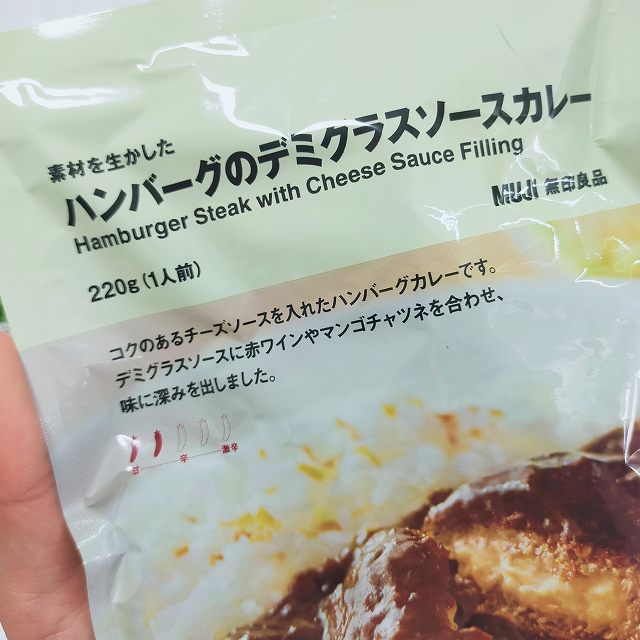 素材を生かした
ハンバーグのデミグラスソースカレー
Hamburger Steak with Cheese Sauce Filling
MUJI 無印良品
220g(1人前)
コクのあるチーズソースを入れたハンバーグカレーです。
デミグラスソースに赤ワインやマンゴチャツネを合わせ、
味に深みを出しました。
甘 辛 激辛